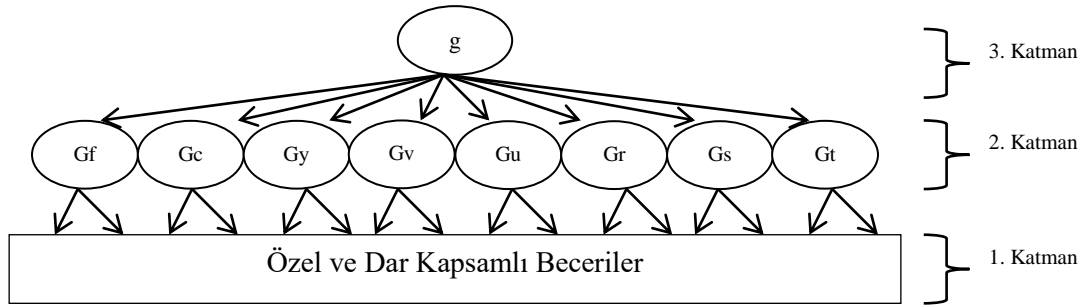 g
3. Katman
Gf Gc Gy Gv Gu Gr Gs Gt
2. Katman
Özel ve Dar Kapsamlı Beceriler
1. Katman